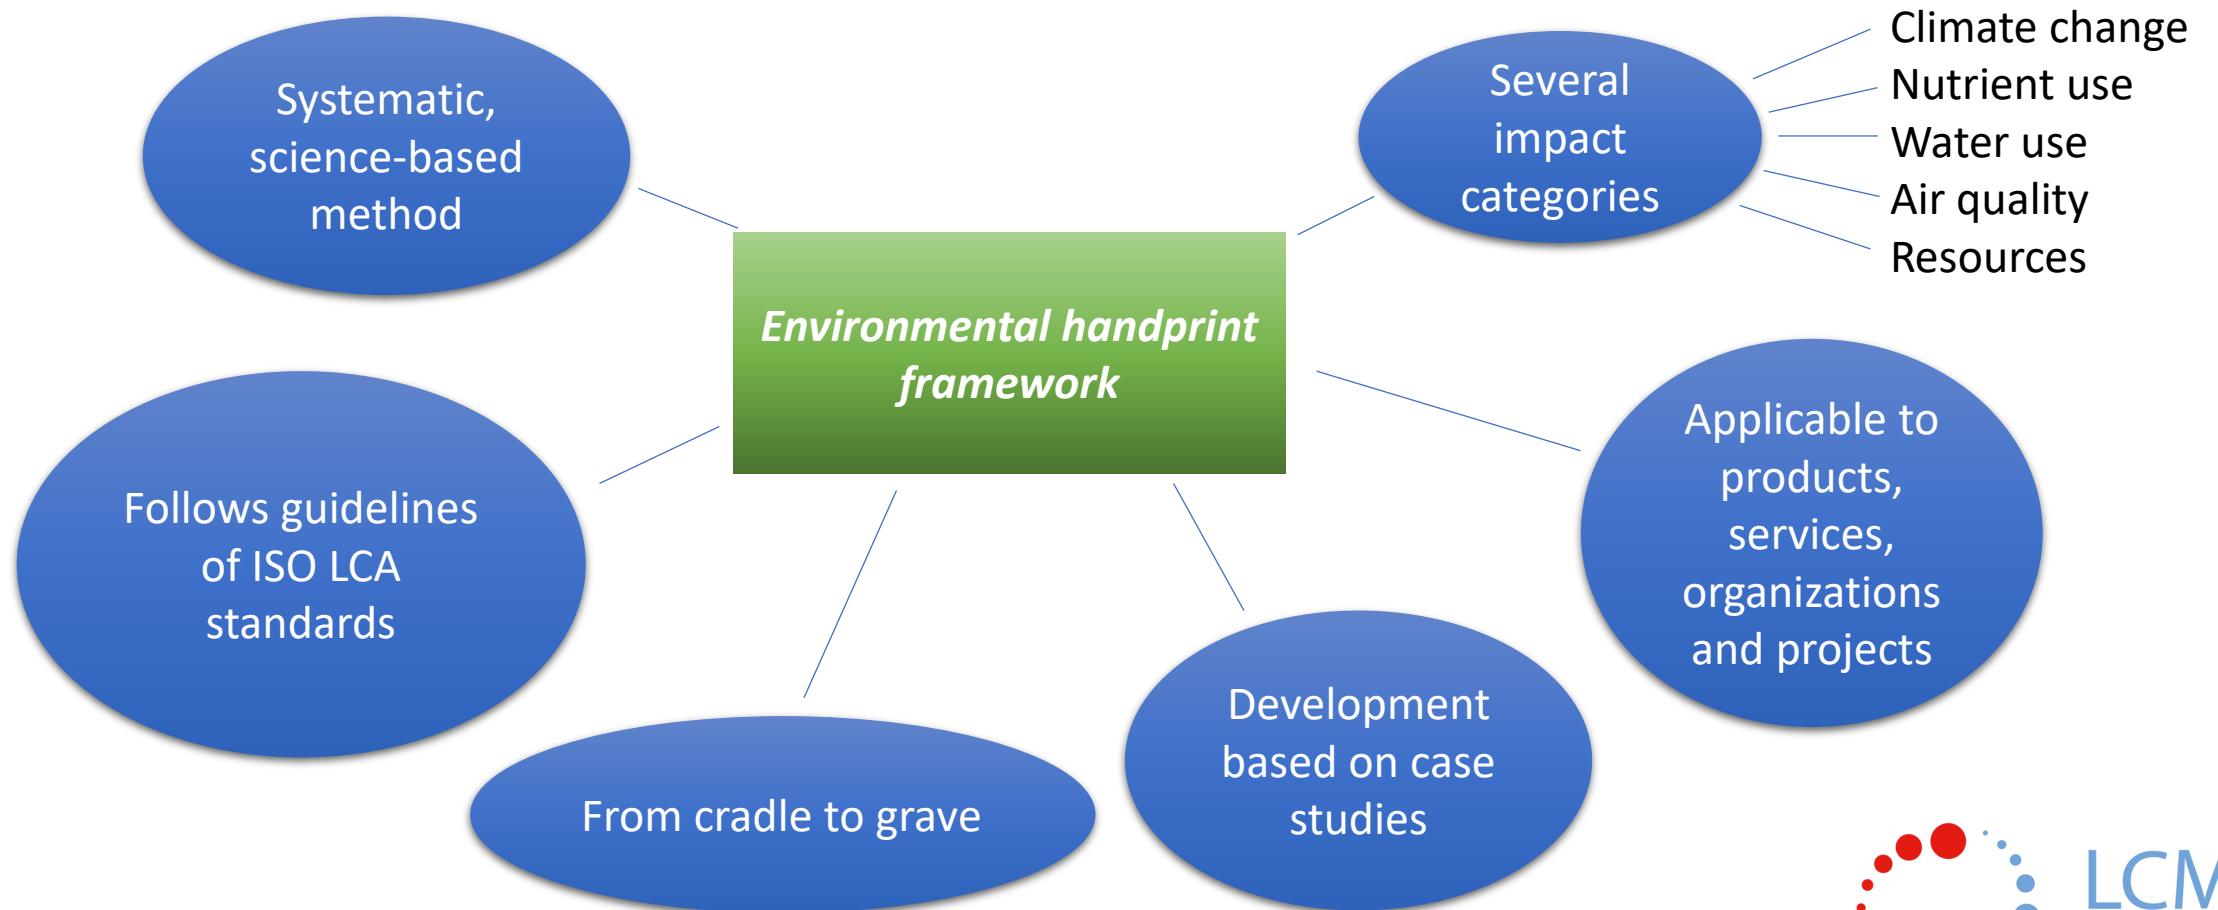 Systematic,
science-based
method
Several
impact
categories
Climate change
Nutrient use
Water use
Air quality
Resources
Environmental handprint
framework
Follows guidelines
of ISO LCA
standards
Applicable to
products,
services,
organizations
and projects
From cradle to grave
Development
based on case
studies
LCM